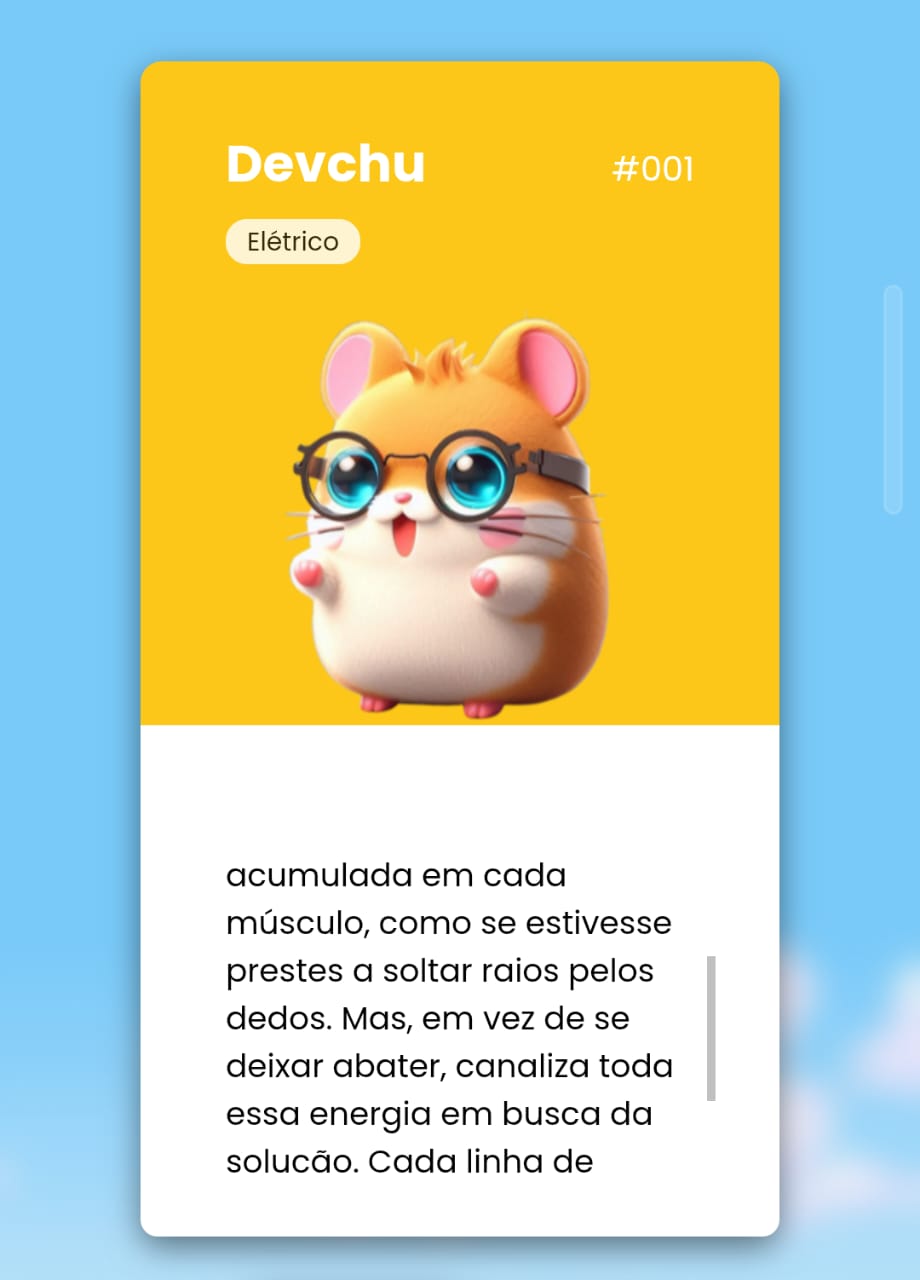 Devchu
#001
Elétrico
acumulada em cada
músculo, como se estivesse
prestes a soltar raios pelos
dedos. Mas, em vez de se
deixar abater, canaliza toda
essa energia em busca da
solução. Cada linha de